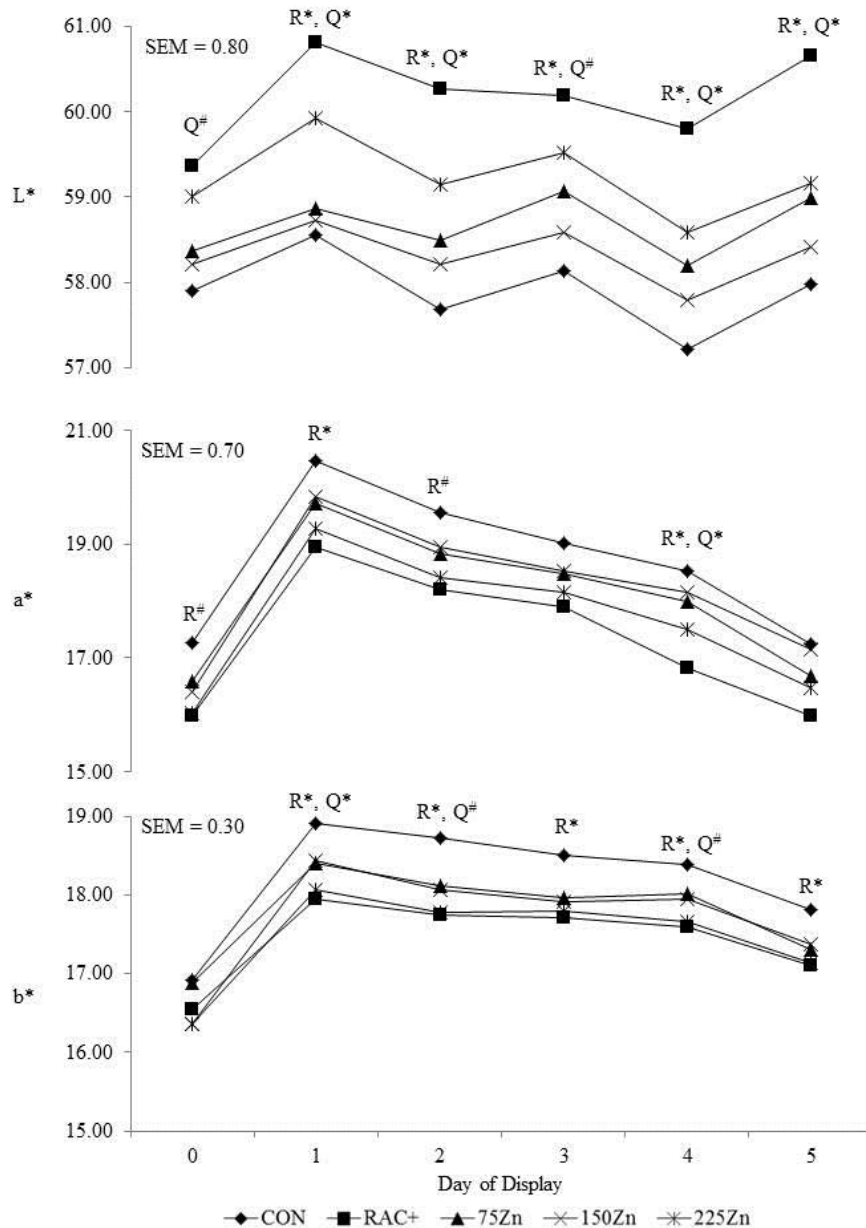 61.00
SEM = 0.80
R*, Q*
R*, Q*
R*, Q#
R*, Q*
R*, Q*
60.00
Q#
59.00
L*
58.00
57.00
21.00
SEM = 0.70
R*
R#
19.00
R*, Q*
a*
R#
17.00
15.00
19.00
SEM = 0.30
R*, Q*
R*, Q#
R*
R*, Q#
R*
18.00
17.00
b*
16.00
15.00
0 1 2 3 4 5
Day of Display
CON RAC+ 75Zn 150Zn 225Zn